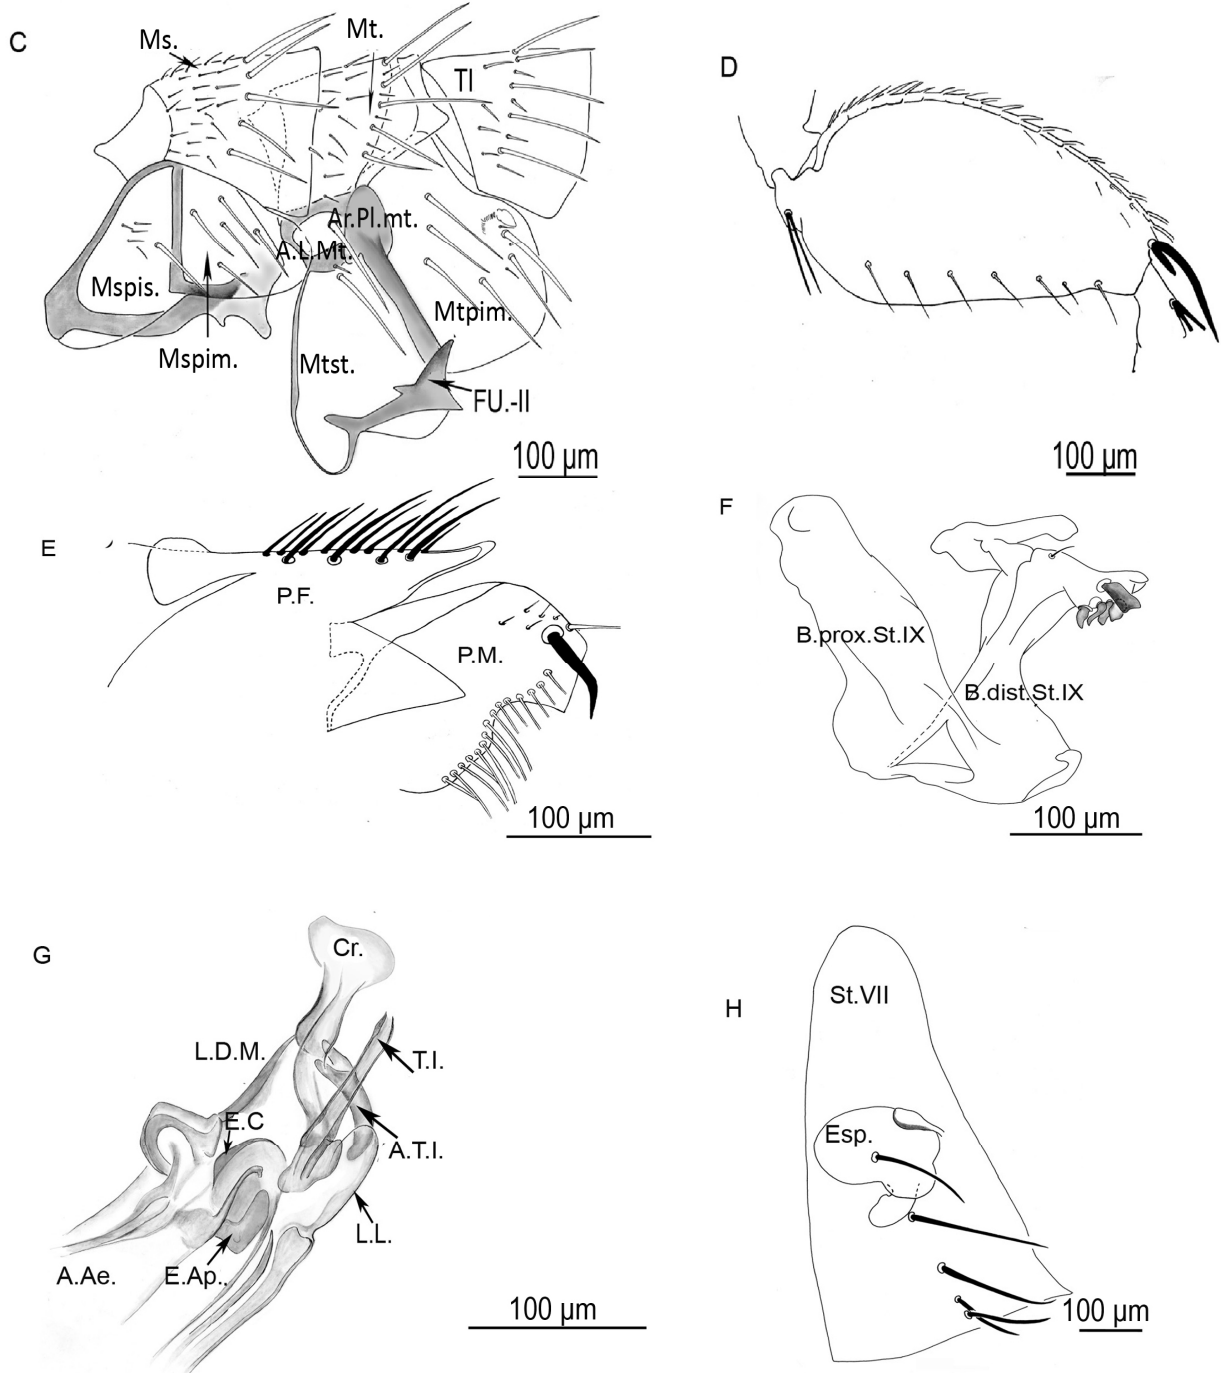 C
Ms.
Mt.
TI
Ar.Pl.mt.
A.L.Mt.
Mspis.
Mtpim.
Mspim.
Mtst.
FU.-II
100 µm
D
100 µm
E
P.F.
P.M.
100 µm
F
B.prox.St.IX
B.dist.St.IX
100 µm
G
Cr.
L.D.M.
T.I.
E.C
A.T.I.
L.L.
A.Ae.
E.Ap..
100 µm
H
St.VII
Esp.
100 µm